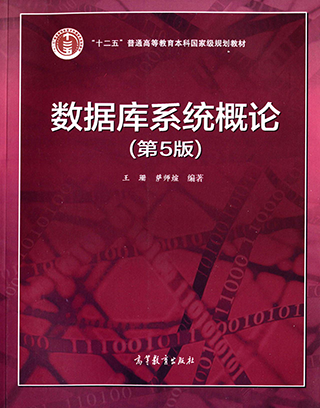 “十二五”普通高等教育本科国家级规划教材
数据库系统概论
(第5版)
王 珊 萨师煊 编著
高等教育出版社